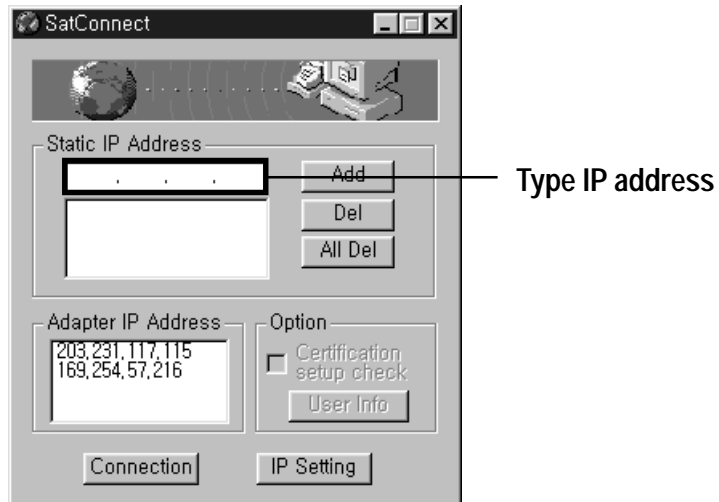 SatConnect
Static IP Address
. . .
Add
Type IP address
Del
All Del
Adapter IP Address
203,231,117,115
169,254,57,216
Option
Certification
setup check
User Info
Connection
IP Setting